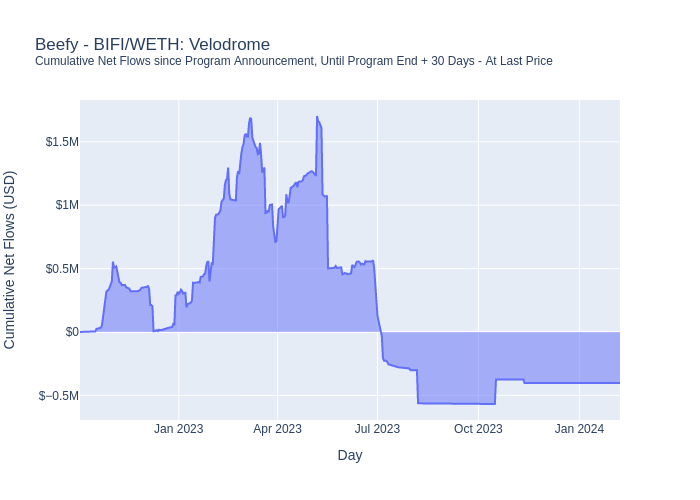 Beefy - BIFI/WETH: Velodrome
Cumulative Net Flows since Program Announcement, Until Program End + 30 Days - At Last Price
Cumulative Net Flows (USD)
$1.5M
$1M
$0.5M
$0
$−0.5M
Jan 2023
Apr 2023
Jul 2023
Oct 2023
Jan 2024
Day